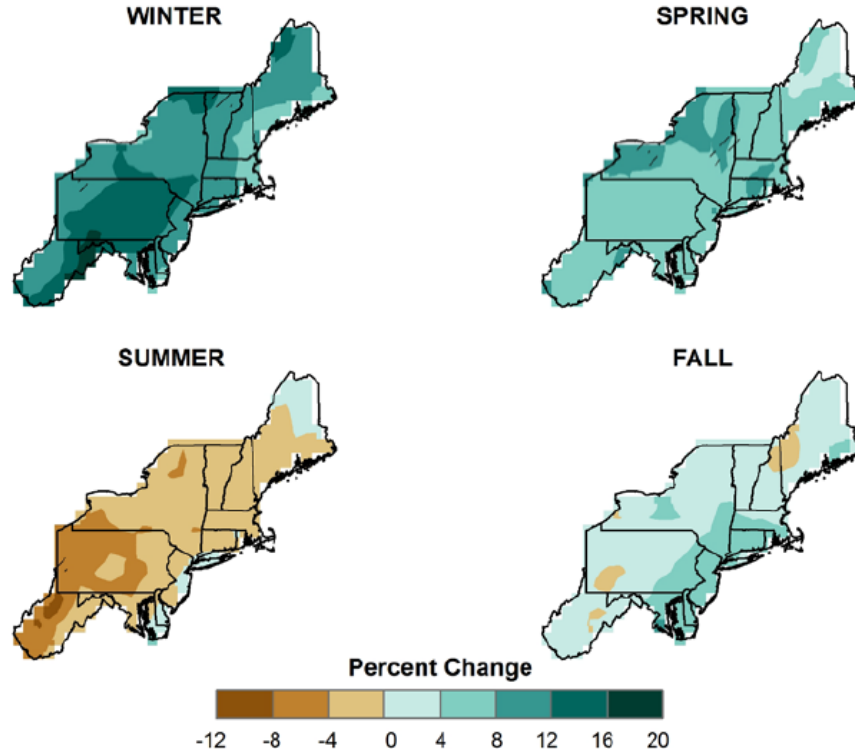 WINTER
SPRING
SUMMER
FALL
Percent Change
-12 -8 -4 0 4 8 12 16 20